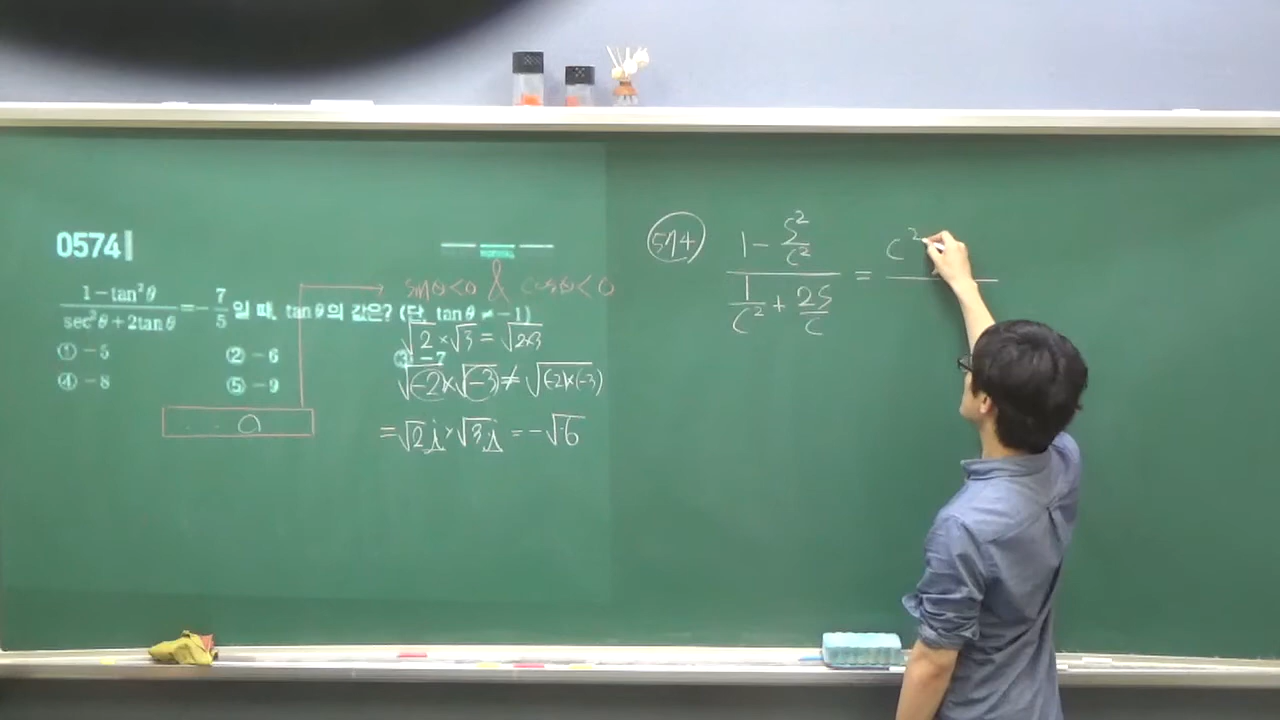 0574
sinθ<0 & cosθ<0
(1-tan²θ)/(sec²θ+2tanθ)=-7/5일 때, tanθ의 값은? (단, tanθ≠-1)
① -5 ② -6 ③ -7
④ -8 ⑤ -9
√2×√3=√2×3
√(-2)×√(-3)≠√(-2)×(-3)
=√2i×√3i=-√6
574 (1-S²/C²)/(1/C²+2S/C) = C²